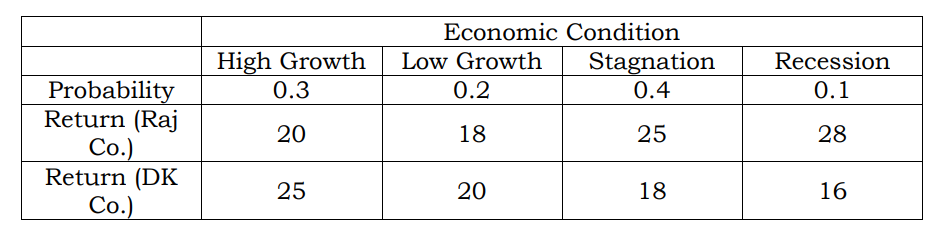 Economic Condition
High Growth Low Growth Stagnation Recession
Probability 0.3 0.2 0.4 0.1
Return (Raj
Co.) 20 18 25 28
Return (DK
Co.) 25 20 18 16